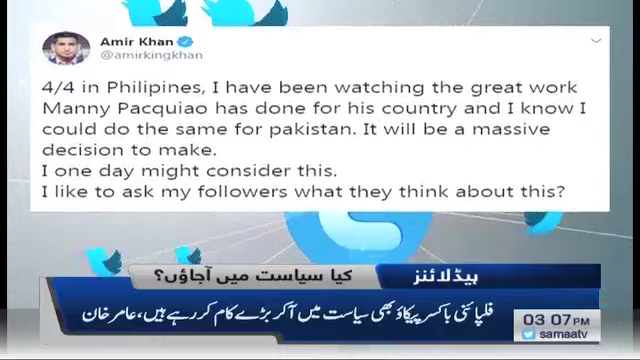 Amir Khan
@amirkingkhan
4/4 in Philipines, I have been watching the great work
Manny Pacquiao has done for his country and I know I
could do the same for pakistan. It will be a massive
decision to make.
I one day might consider this.
I like to ask my followers what they think about this?
ہیڈلائنز
کیا سیاست میں آجاؤں؟
فلپائنی باکسر پیکاؤ بھی سیاست میں آ کر بڑے کام کر رہے ہیں، عامر خان
03 07 PM
samaatv